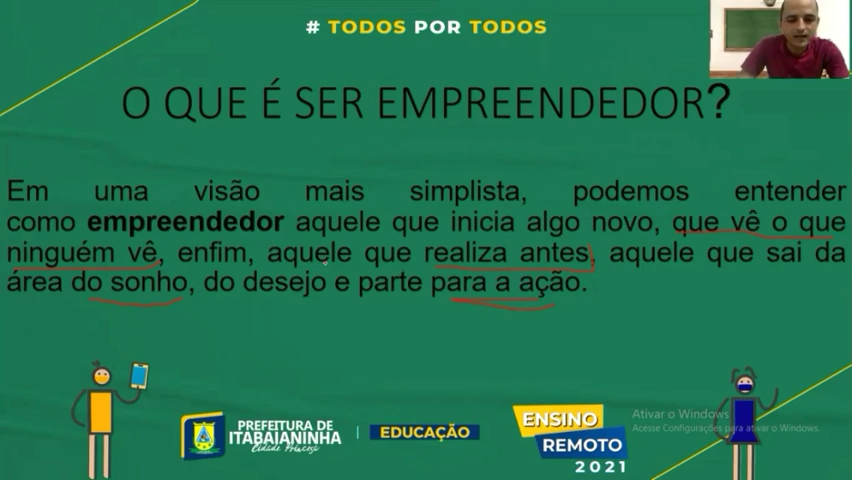 # TODOS POR TODOS
O QUE É SER EMPREENDEDOR?
Em uma visão mais simplista, podemos entender
como empreendedor aquele que inicia algo novo, que vê o que
ninguém vê, enfim, aquele que realiza antes, aquele que sai da
área do sonho, do desejo e parte para a ação.
PREFEITURA DE
ITABAIANINHA
Cidade Princesa
EDUCAÇÃO
ENSINO
REMOTO
2021
Ativar o Windows
Acesse Configurações para ativar o Windows.